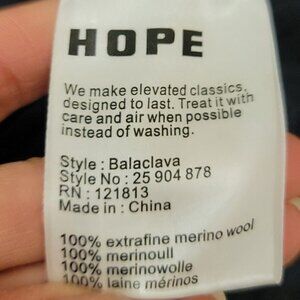 HOPE
We make elevated classics,
designed to last. Treat it with
care and air when possible
instead of washing.
Style : Balaclava
Style No : 25 904 878
RN : 121813
Made in : China
100% extrafine merino wool
100% merinoull
100% merinowolle
100% laine mérinos